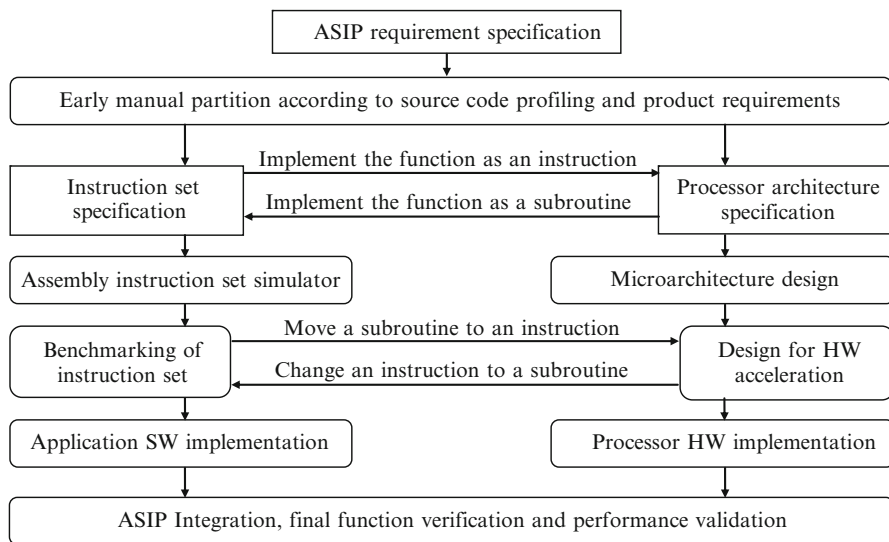 ASIP requirement specification
Early manual partition according to source code profiling and product requirements
Implement the function as an instruction
Instruction set
specification
Processor architecture
specification
Implement the function as a subroutine
Assembly instruction set simulator
Microarchitecture design
Move a subroutine to an instruction
Benchmarking of
instruction set
Design for HW
acceleration
Change an instruction to a subroutine
Application SW implementation
Processor HW implementation
ASIP Integration, final function verification and performance validation